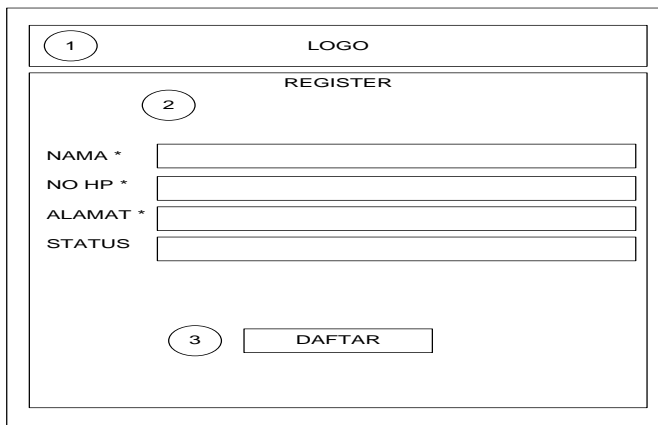 1 LOGO
REGISTER
2
NAMA *
NO HP *
ALAMAT *
STATUS
3 DAFTAR